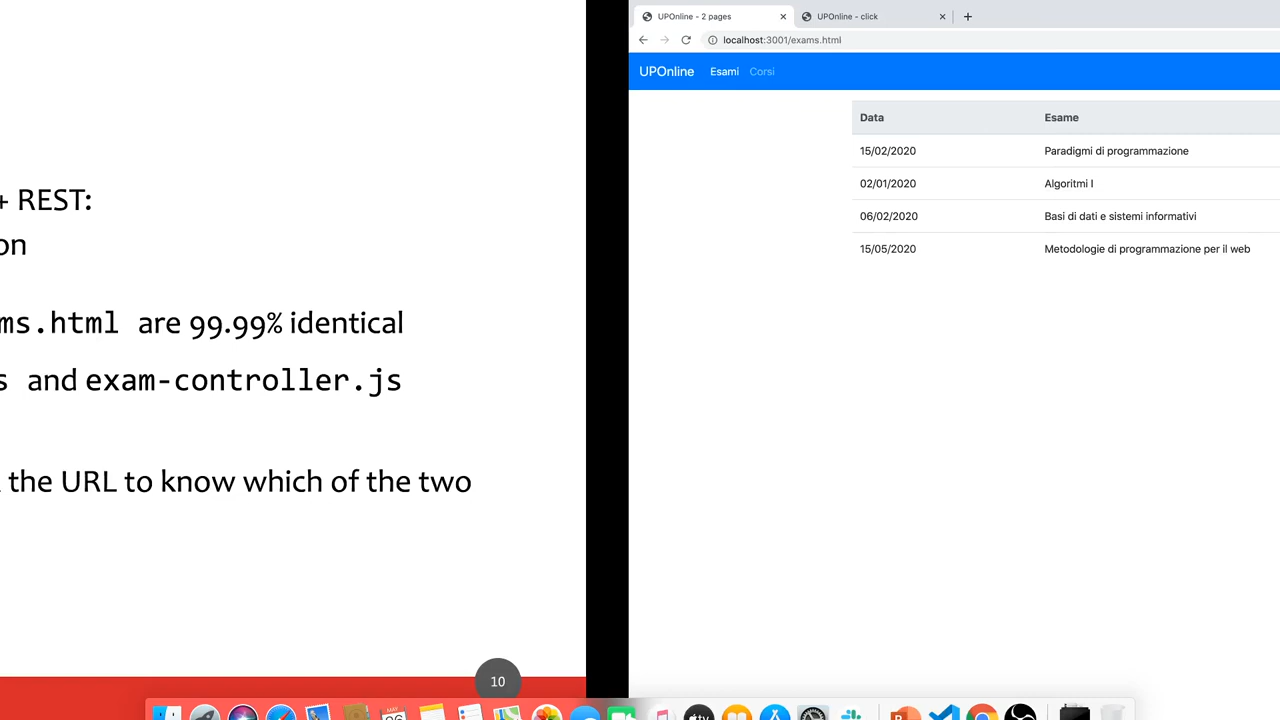 + REST:
on
ms.html are 99.99% identical
s and exam-controller.js
the URL to know which of the two
10
UPOnline - 2 pages
UPOnline - click
localhost:3001/exams.html
UPOnline Esami Corsi
Data Esame
15/02/2020 Paradigmi di programmazione
02/01/2020 Algoritmi I
06/02/2020 Basi di dati e sistemi informativi
15/05/2020 Metodologie di programmazione per il web
MAY
tv